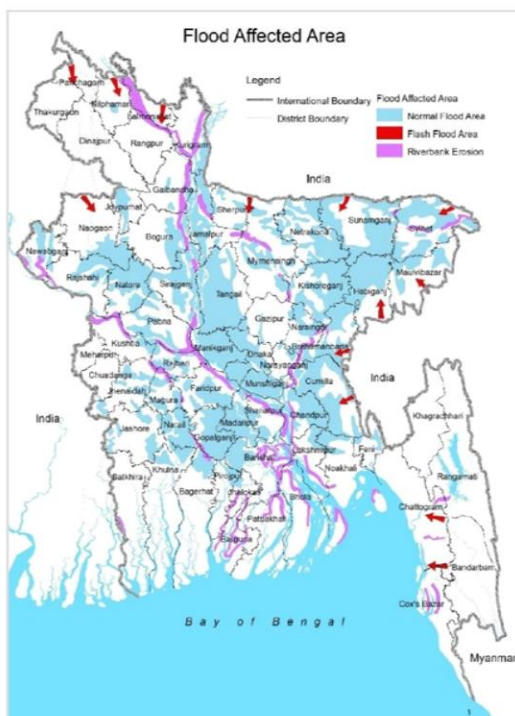 Flood Affected Area
Legend
International Boundary
District Boundary
Flood Affected Area
Normal Flood Area
Flash Flood Area
Riverbank Erosion
Panchagarh
Thakurgaon
Nilphamari
Lalmonirhat
Dinajpur
Rangpur
Kurigram
India
Gaibandha
Joypurhat
Naogaon
Sherpur
Jamalpur
Netrakona
Sunamganj
Sylhet
Bogura
Nawabganj
Mymensingh
Maulvibazar
Rajshahi
Natore
Sirajganj
Kishoreganj
Habiganj
Tangail
Gazipur
Narsingdi
Pabna
Kushtia
Manikganj
Dhaka
Brahmanbaria
Meherpur
Narayanganj
Chuadanga
Rajbari
Munshiganj
Cumilla
India
Jhenaidah
Faridpur
Magura
Shariatpur
Chandpur
Khagrachhari
India
Jashore
Narail
Madaripur
Gopalganj
Lakshmipur
Feni
Rangamati
Khulna
Barishal
Noakhali
Pirojpur
Bagerhat
Bhola
Chattogram
Patuakhali
Barguna
Bandarban
Cox's Bazar
Bay of Bengal
Myanmar
1